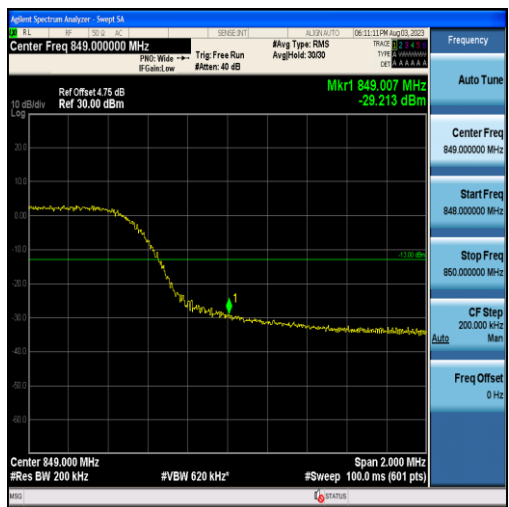 Agilent Spectrum Analyzer - Swept SA
RL RF 50 Ω AC SENSE:INT ALIGN AUTO 06:11:11PM Aug 03, 2023
Center Freq 849.000000 MHz
PNO: Wide
IFGain:Low
Trig: Free Run
#Atten: 40 dB
#Avg Type: RMS
Avg|Hold: 30/30
TRACE 1 2 3 4 5 6
TYPE A WWWWW
DET A A A A A A
Ref Offset 4.75 dB
10 dB/div Ref 30.00 dBm
Log
Mkr1 849.007 MHz
-29.213 dBm
20.0
10.0
0.00
-10.0
-13.00 dBm
-20.0
1
-30.0
-40.0
-50.0
-60.0
Center 849.000 MHz Span 2.000 MHz
#Res BW 200 kHz #VBW 620 kHz* #Sweep 100.0 ms (601 pts)
MSG STATUS
Frequency
Auto Tune
Center Freq
849.000000 MHz
Start Freq
848.000000 MHz
Stop Freq
850.000000 MHz
CF Step
200.000 kHz
Auto Man
Freq Offset
0 Hz